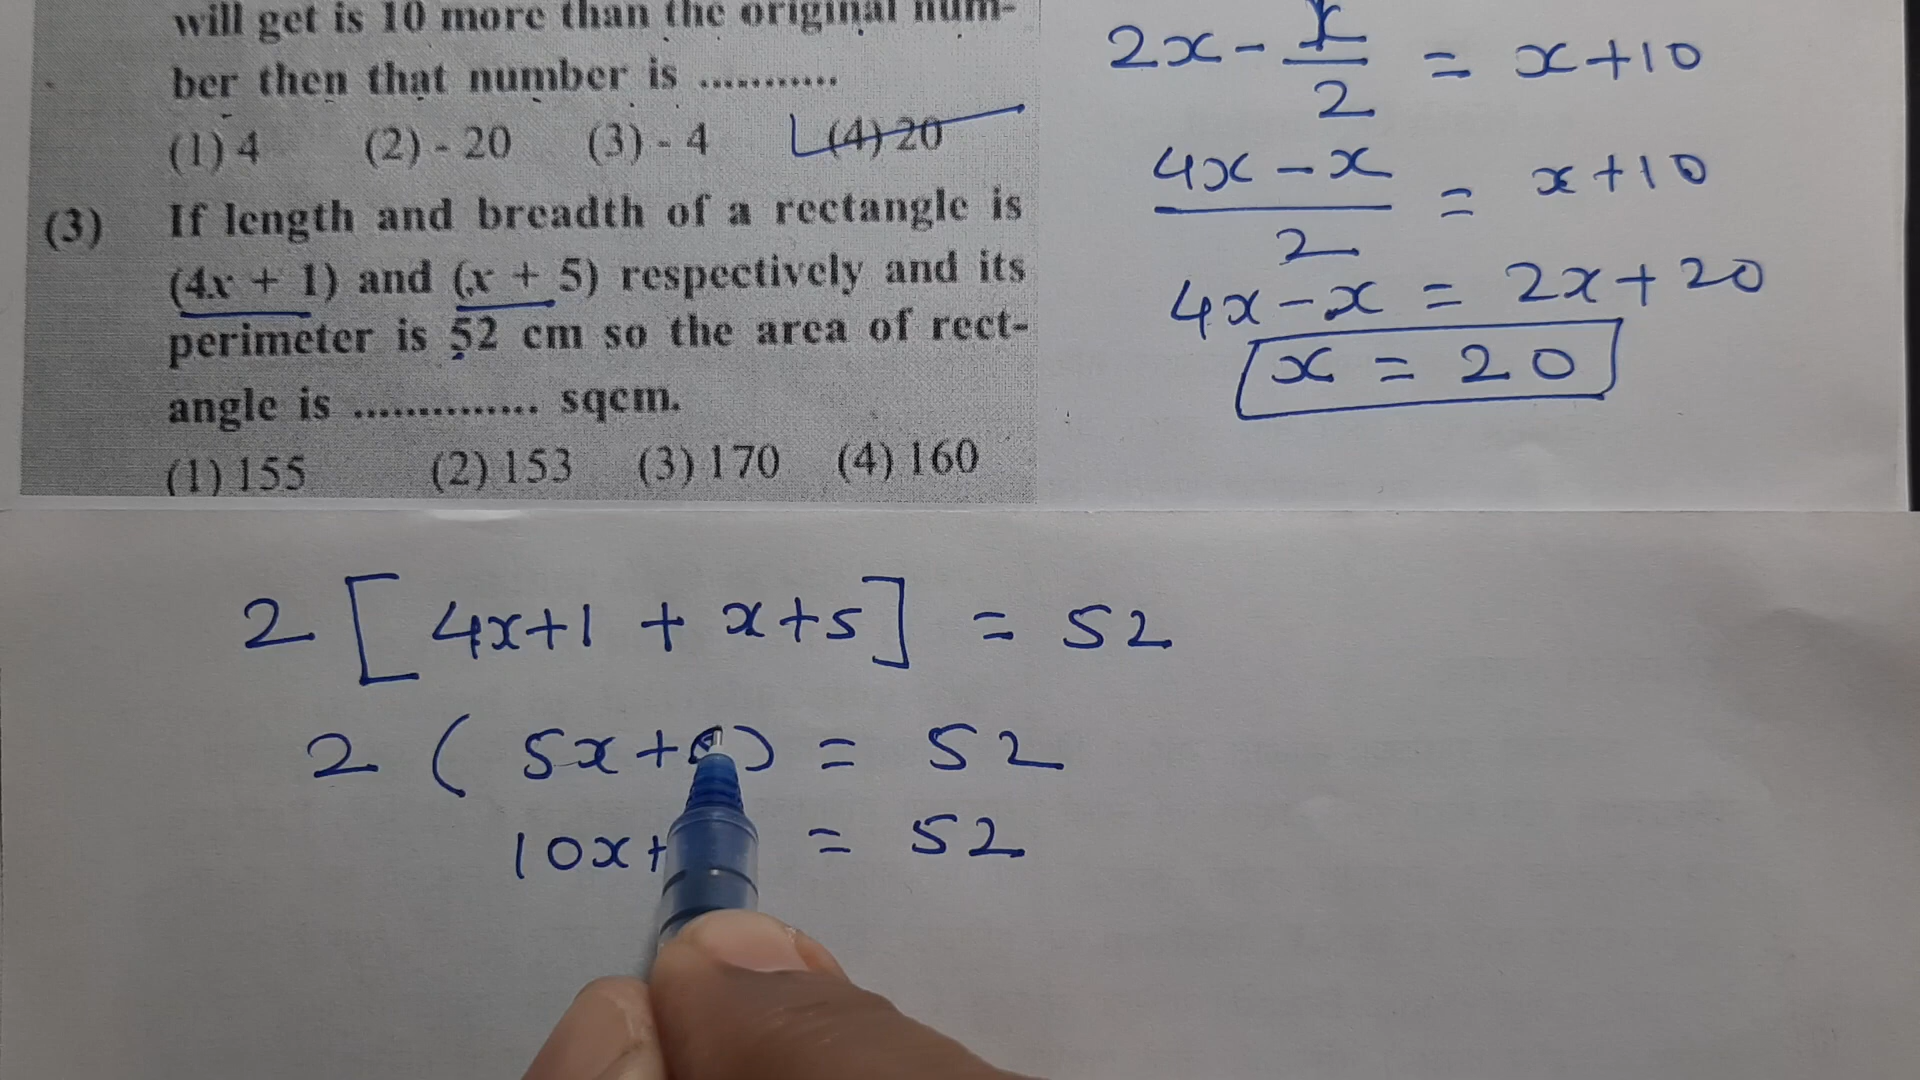 will get is 10 more than the original num-
ber then that number is ...........
(1) 4 (2) - 20 (3) - 4 (4) 20
(3) If length and breadth of a rectangle is
(4x + 1) and (x + 5) respectively and its
perimeter is 52 cm so the area of rect-
angle is .............. sqcm.
(1) 155 (2) 153 (3) 170 (4) 160
2x - x/2 = x+10
4x - x / 2 = x+10
4x - x = 2x+20
x = 20
2 [ 4x+1 + x+5 ] = 52
2 ( 5x+ ) = 52
10x+ = 52